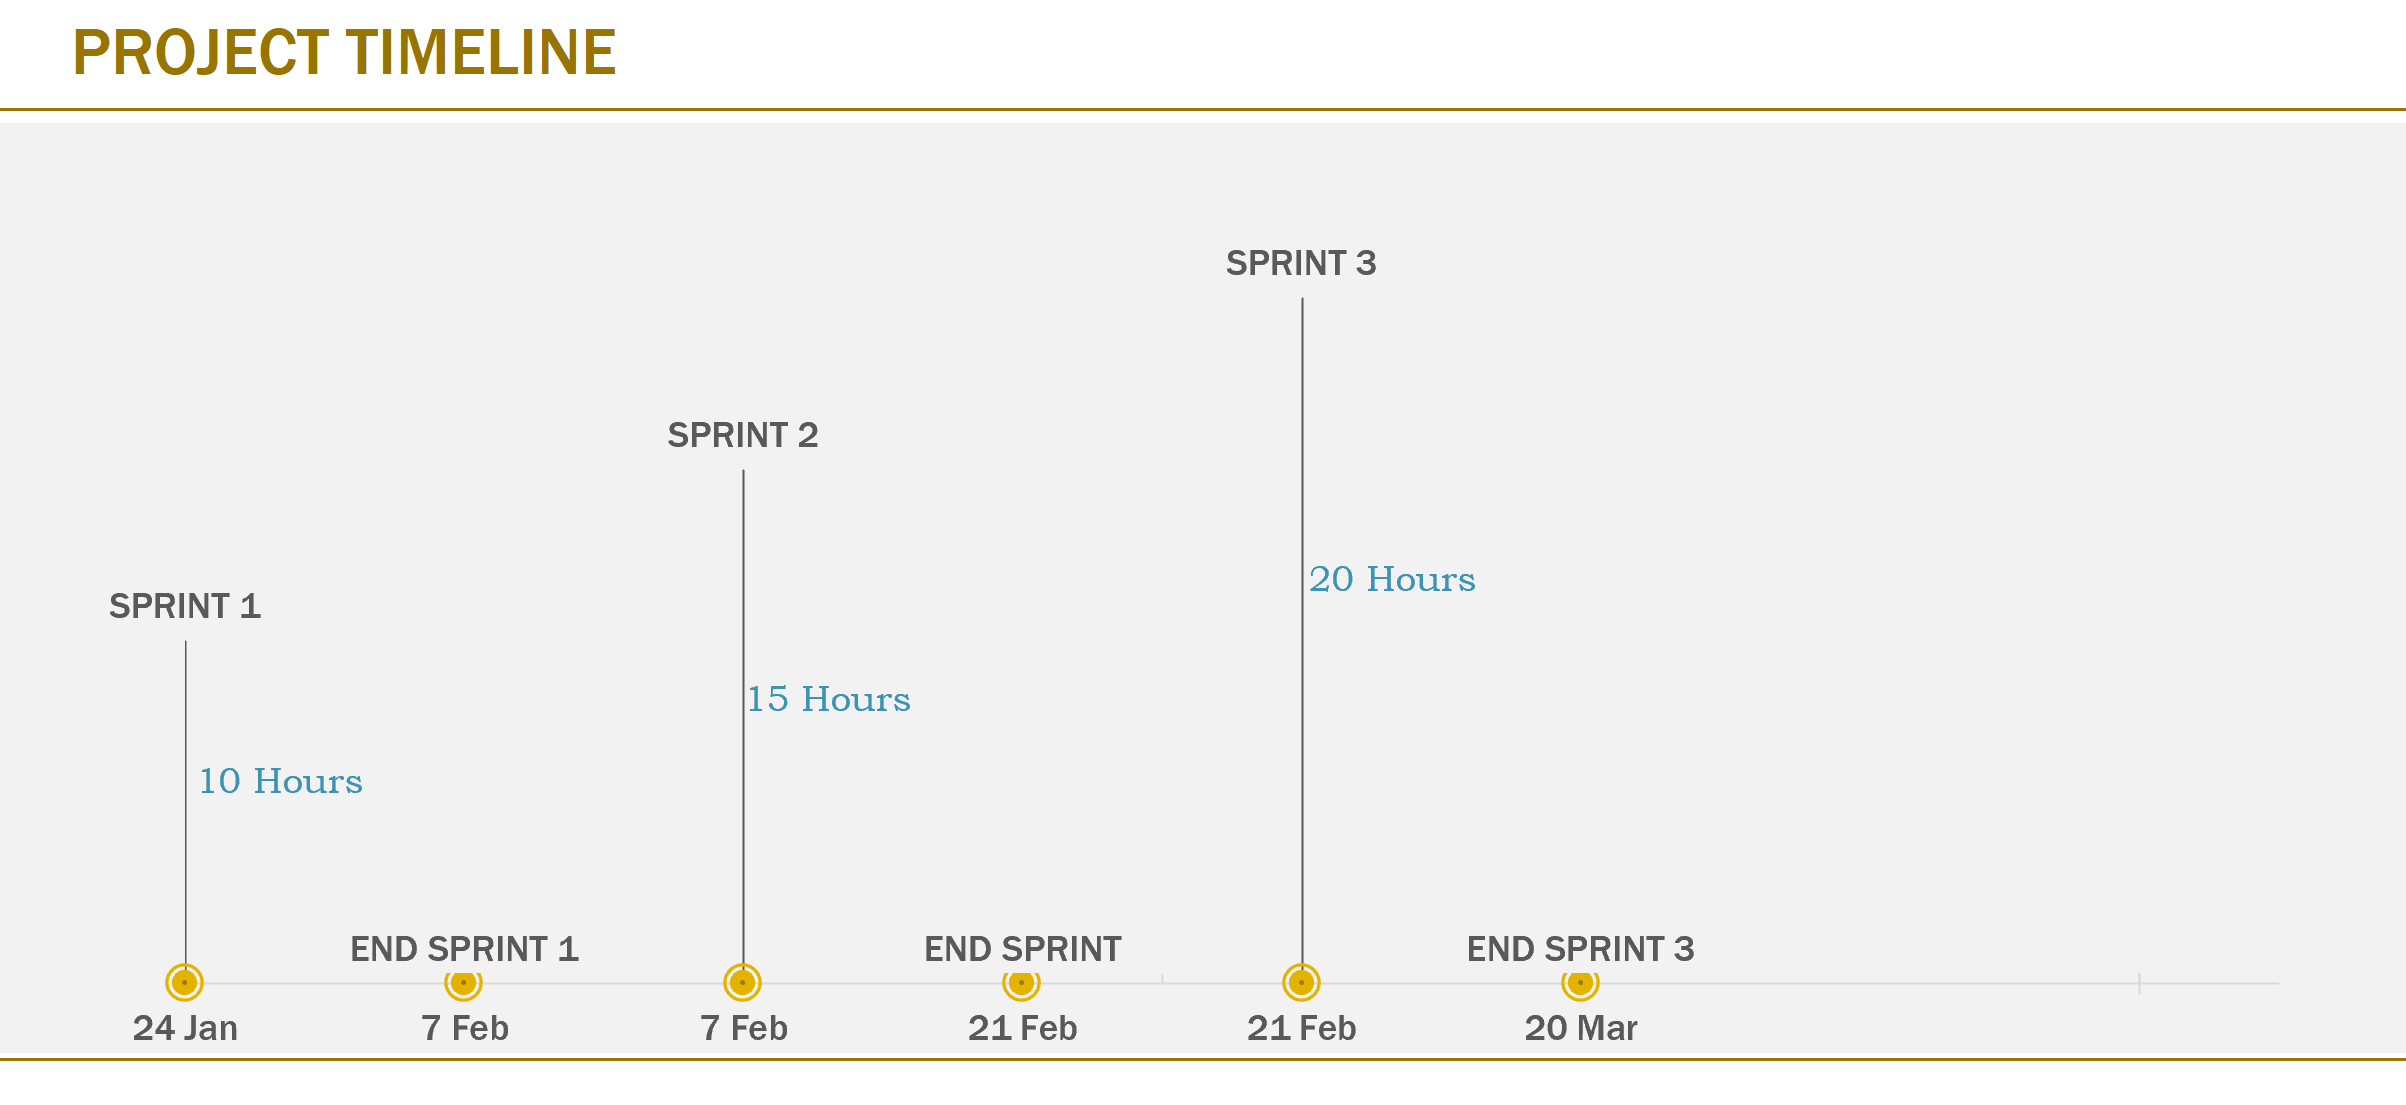 PROJECT TIMELINE
SPRINT 3
SPRINT 2
20 Hours
SPRINT 1
15 Hours
10 Hours
END SPRINT 1
END SPRINT
END SPRINT 3
24 Jan
7 Feb
7 Feb
21 Feb
21 Feb
20 Mar